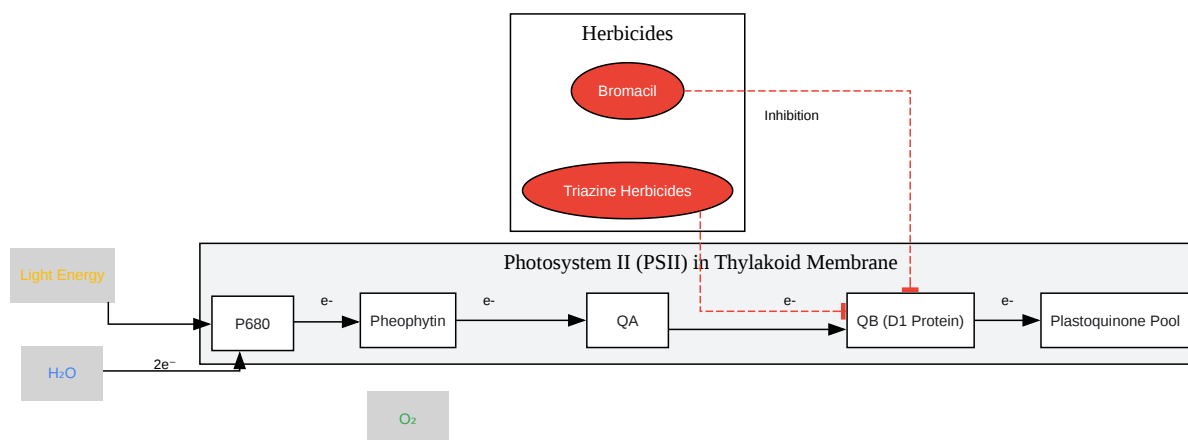 Herbicides
Bromacil
Inhibition
Triazine Herbicides
Photosystem II (PSII) in Thylakoid Membrane
Light Energy
e-
e-
e-
e-
P680
Pheophytin
QA
QB (D1 Protein)
Plastoquinone Pool
H₂O
2e⁻
O₂